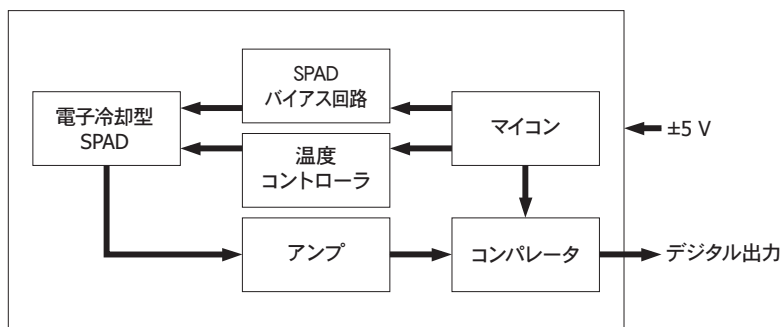 SPAD
バイアス回路
電子冷却型
SPAD
マイコン
±5 V
温度
コントローラ
アンプ
コンパレータ
デジタル出力